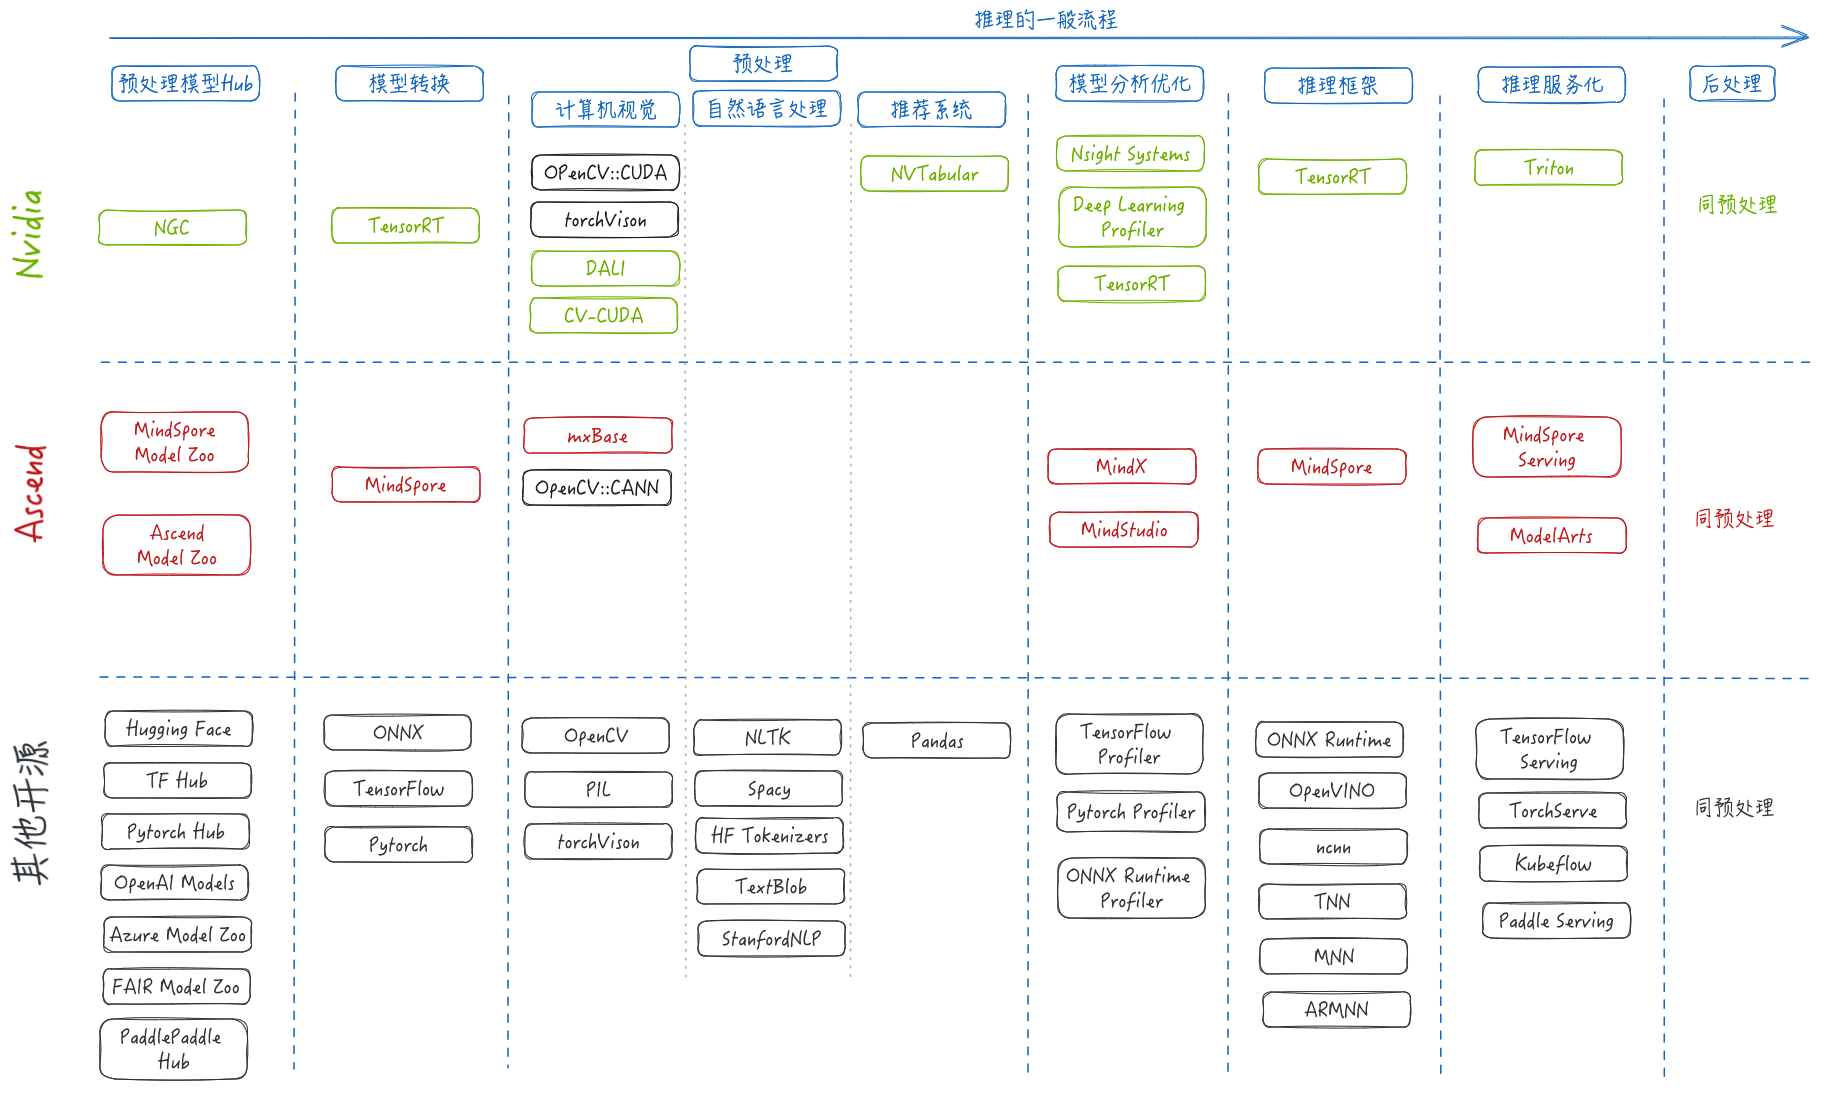 推理的一般流程
预处理模型Hub
模型转换
预处理
计算机视觉
自然语言处理
推荐系统
模型分析优化
推理框架
推理服务化
后处理
Nvidia
NGC
TensorRT
OPenCV::CUDA
torchVison
DALI
CV-CUDA
NVTabular
Nsight Systems
Deep Learning
Profiler
TensorRT
TensorRT
Triton
同预处理
Ascend
MindSpore
Model Zoo
Ascend
Model Zoo
MindSpore
mxBase
OpenCV::CANN
MindX
MindStudio
MindSpore
MindSpore
Serving
ModelArts
同预处理
其他开源
Hugging Face
TF Hub
Pytorch Hub
OpenAI Models
Azure Model Zoo
FAIR Model Zoo
PaddlePaddle
Hub
ONNX
TensorFlow
Pytorch
OpenCV
PIL
torchVison
NLTK
Spacy
HF Tokenizers
TextBlob
StanfordNLP
Pandas
TensorFlow
Profiler
Pytorch Profiler
ONNX Runtime
Profiler
ONNX Runtime
OpenVINO
ncnn
TNN
MNN
ARMNN
TensorFlow
Serving
TorchServe
Kubeflow
Paddle Serving
同预处理